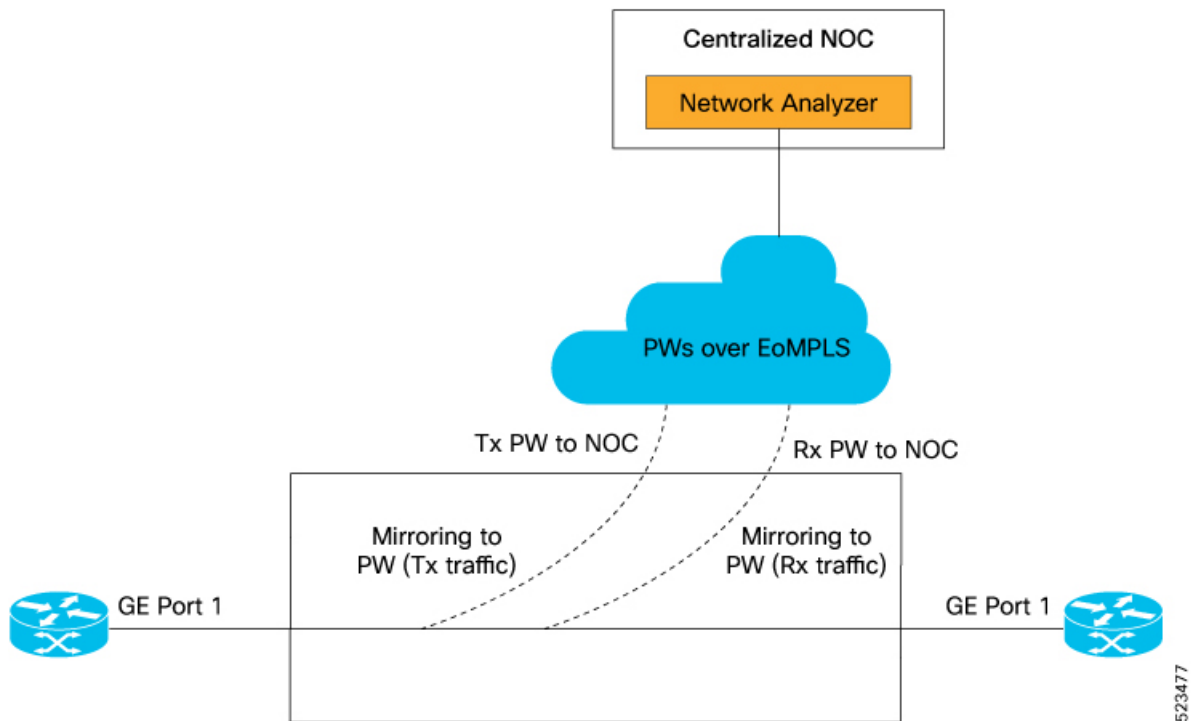 Centralized NOC
Network Analyzer
PWs over EoMPLS
Tx PW to NOC
Rx PW to NOC
Mirroring to
PW (Tx traffic)
Mirroring to
PW (Rx traffic)
GE Port 1
GE Port 1
523477